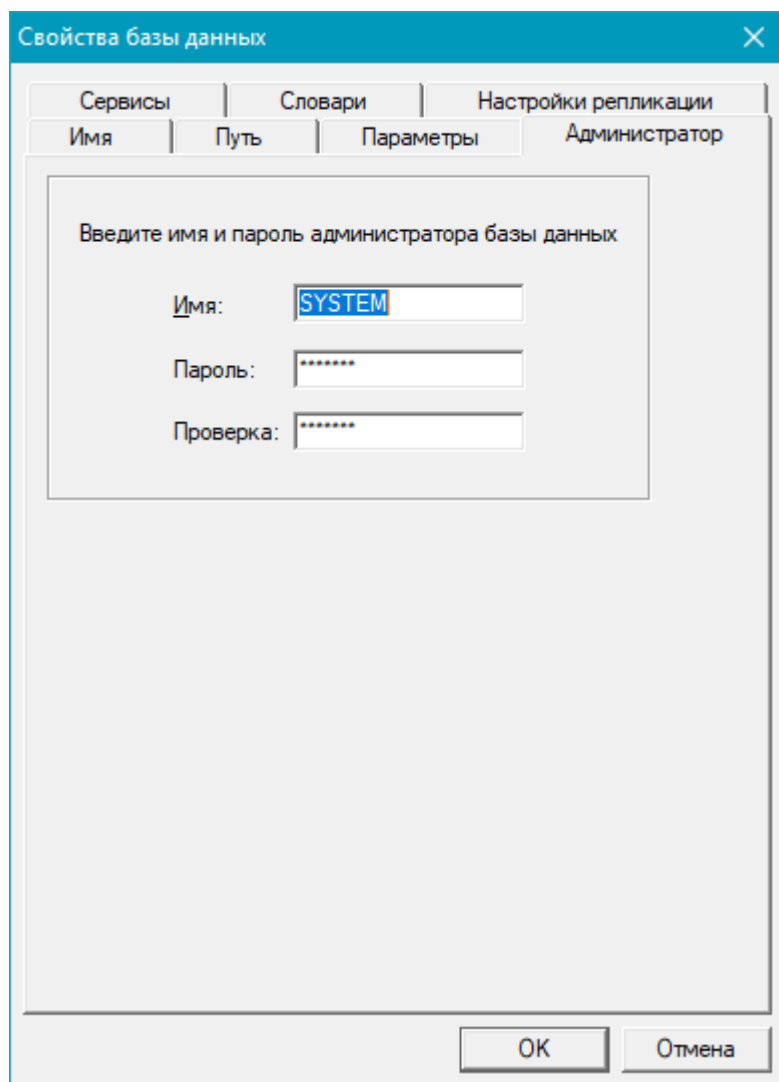 Свойства базы данных
Сервисы Словари Настройки репликации
Имя Путь Параметры Администратор
Введите имя и пароль администратора базы данных
Имя: SYSTEM
Пароль: *******
Проверка: *******
OK Отмена